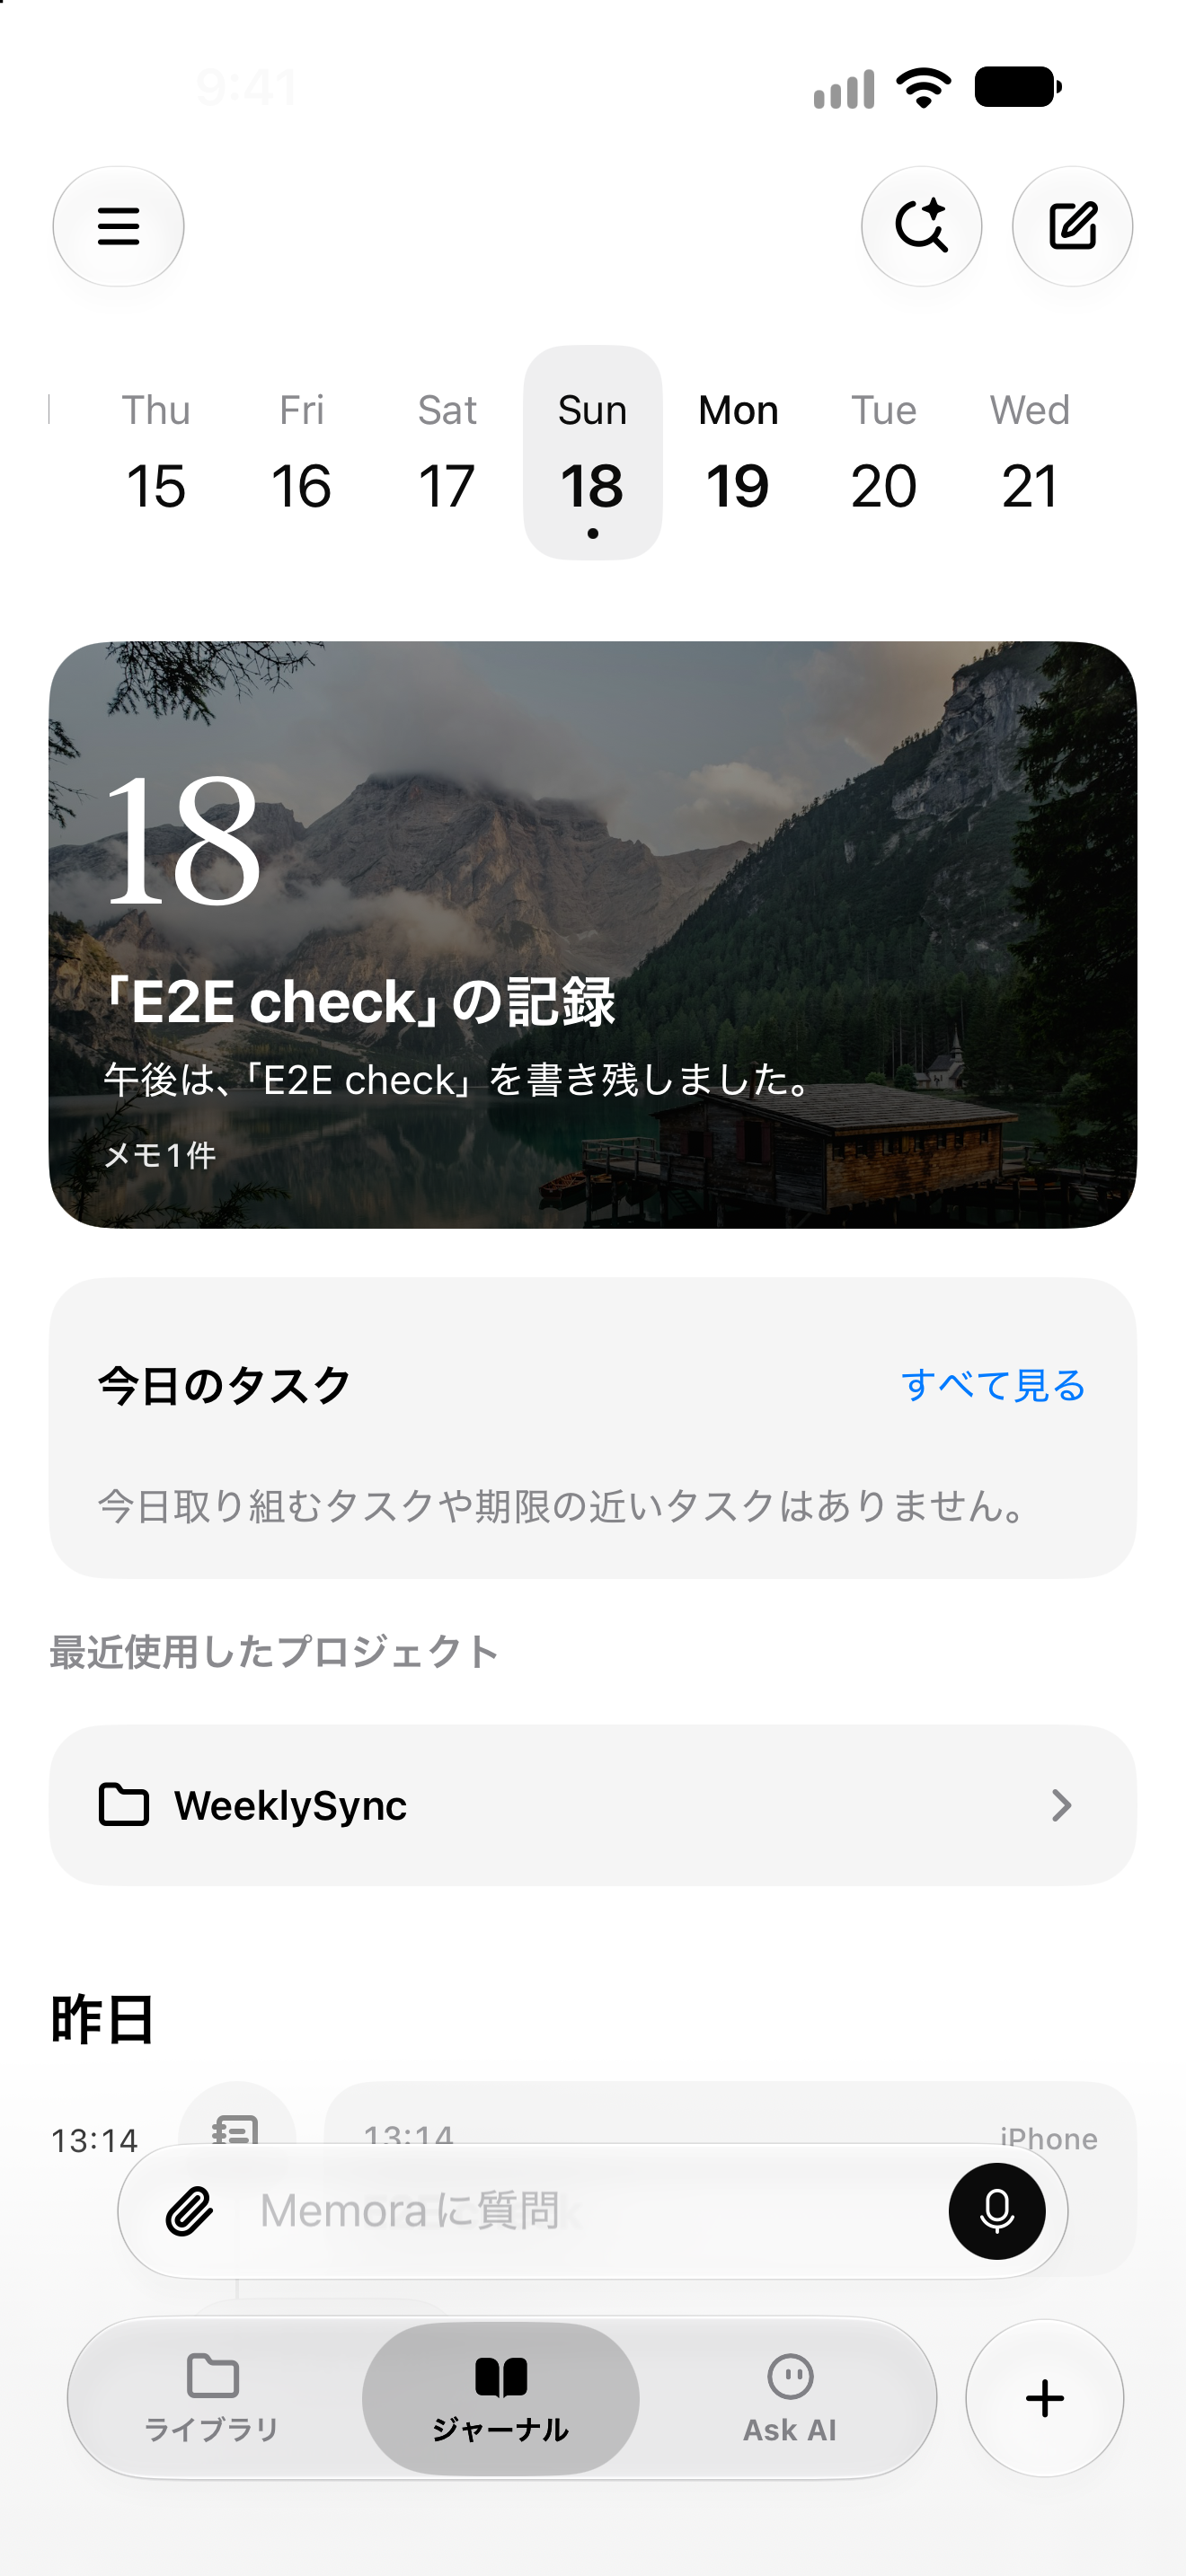 9:41
Thu Fri Sat Sun Mon Tue Wed
15 16 17 18 19 20 21
18
「E2E check」の記録
午後は、「E2E check」を書き残しました。
メモ1件
今日のタスク すべて見る
今日取り組むタスクや期限の近いタスクはありません。
最近使用したプロジェクト
WeeklySync
昨日
13:14 13:14 iPhone
Memoraに質問
ライブラリ ジャーナル Ask AI